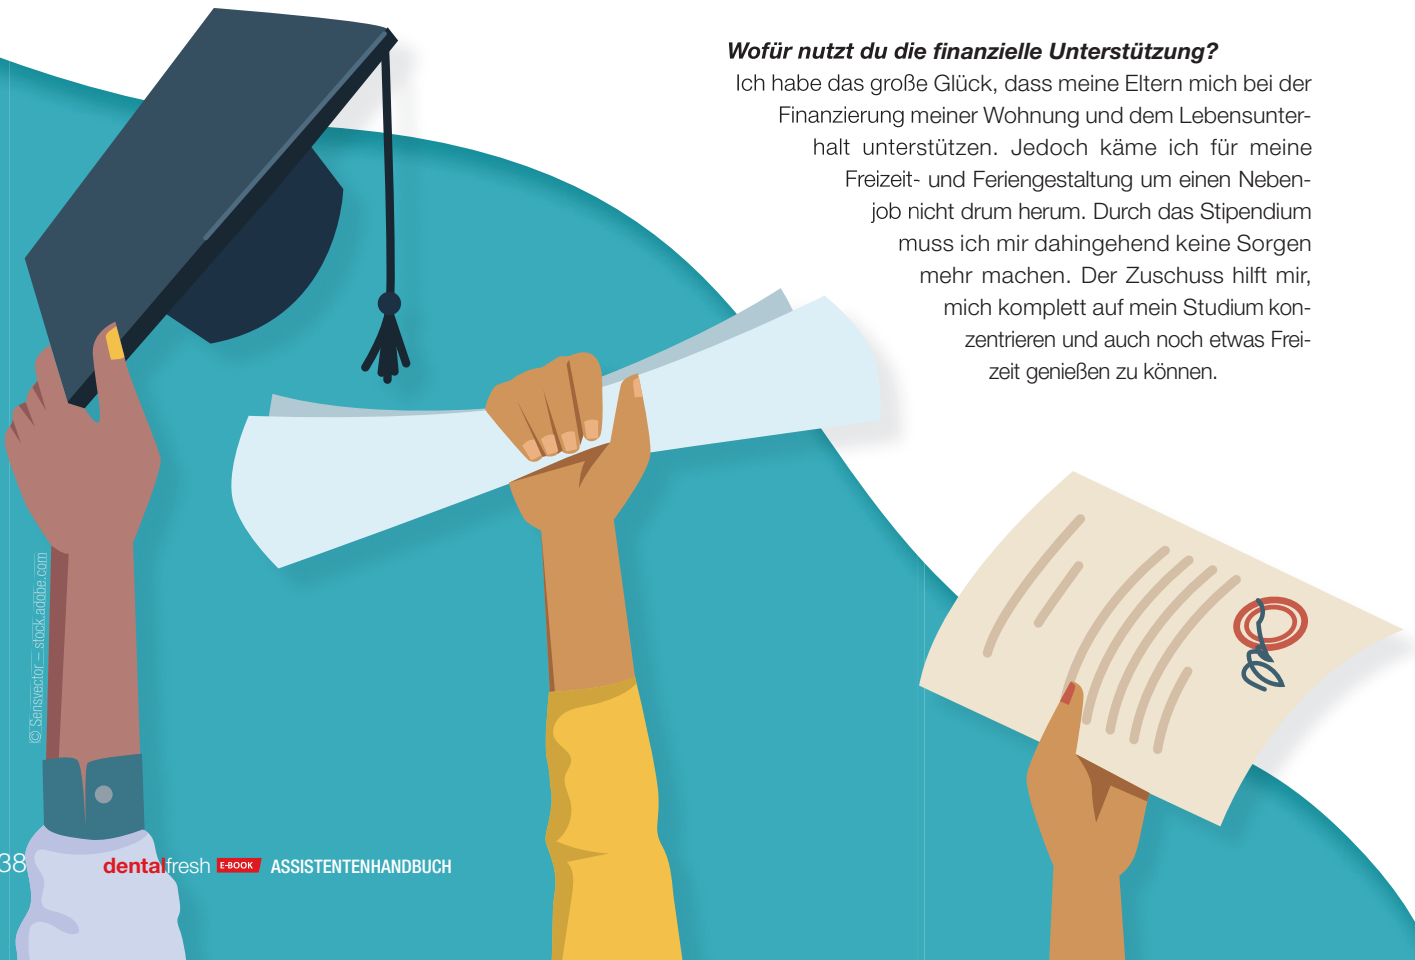 Wofür nutzt du die finanzielle Unterstützung?
Ich habe das große Glück, dass meine Eltern mich bei der
Finanzierung meiner Wohnung und dem Lebensunter-
halt unterstützen. Jedoch käme ich für meine
Freizeit- und Feriengestaltung um einen Neben-
job nicht drum herum. Durch das Stipendium
muss ich mir dahingehend keine Sorgen
mehr machen. Der Zuschuss hilft mir,
mich komplett auf mein Studium kon-
zentrieren und auch noch etwas Frei-
zeit genießen zu können.
© Sensvector – stock.adobe.com
38 dentalfresh E-BOOK ASSISTENTENHANDBUCH